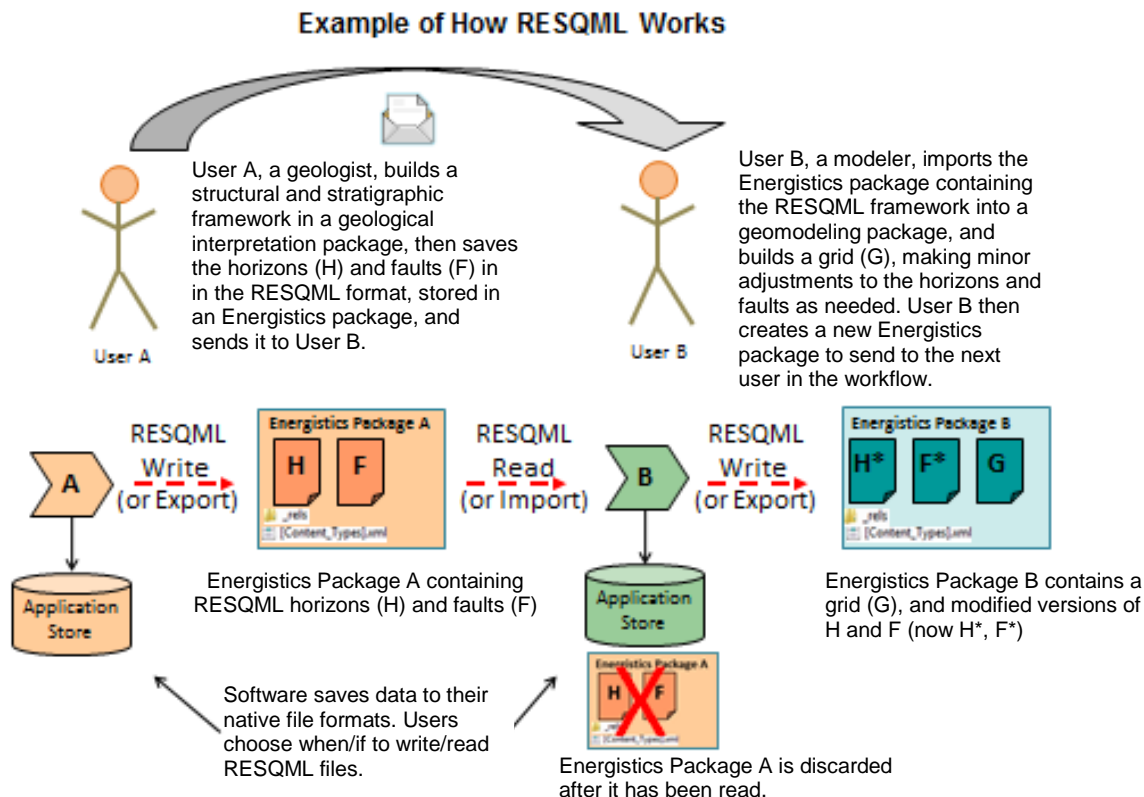 Example of How RESQML Works
User A, a geologist, builds a
structural and stratigraphic
framework in a geological
interpretation package, then saves
the horizons (H) and faults (F) in
in the RESQML format, stored in
an Energistics package, and
sends it to User B.
User A
User B, a modeler, imports the
Energistics package containing
the RESQML framework into a
geomodeling package, and
builds a grid (G), making minor
adjustments to the horizons and
faults as needed. User B then
creates a new Energistics
package to send to the next
user in the workflow.
User B
A
RESQML
Write
(or Export)
Energistics Package A
H F
_rels
[Content_Types].xml
RESQML
Read
(or Import)
B
RESQML
Write
(or Export)
Energistics Package B
H* F* G
_rels
[Content_Types].xml
Application
Store
Energistics Package A containing
RESQML horizons (H) and faults (F)
Application
Store
Energistics Package B contains a
grid (G), and modified versions of
H and F (now H*, F*)
Energistics Package A
H F
_rels
[Content_Types].xml
Software saves data to their
native file formats. Users
choose when/if to write/read
RESQML files.
Energistics Package A is discarded
after it has been read.